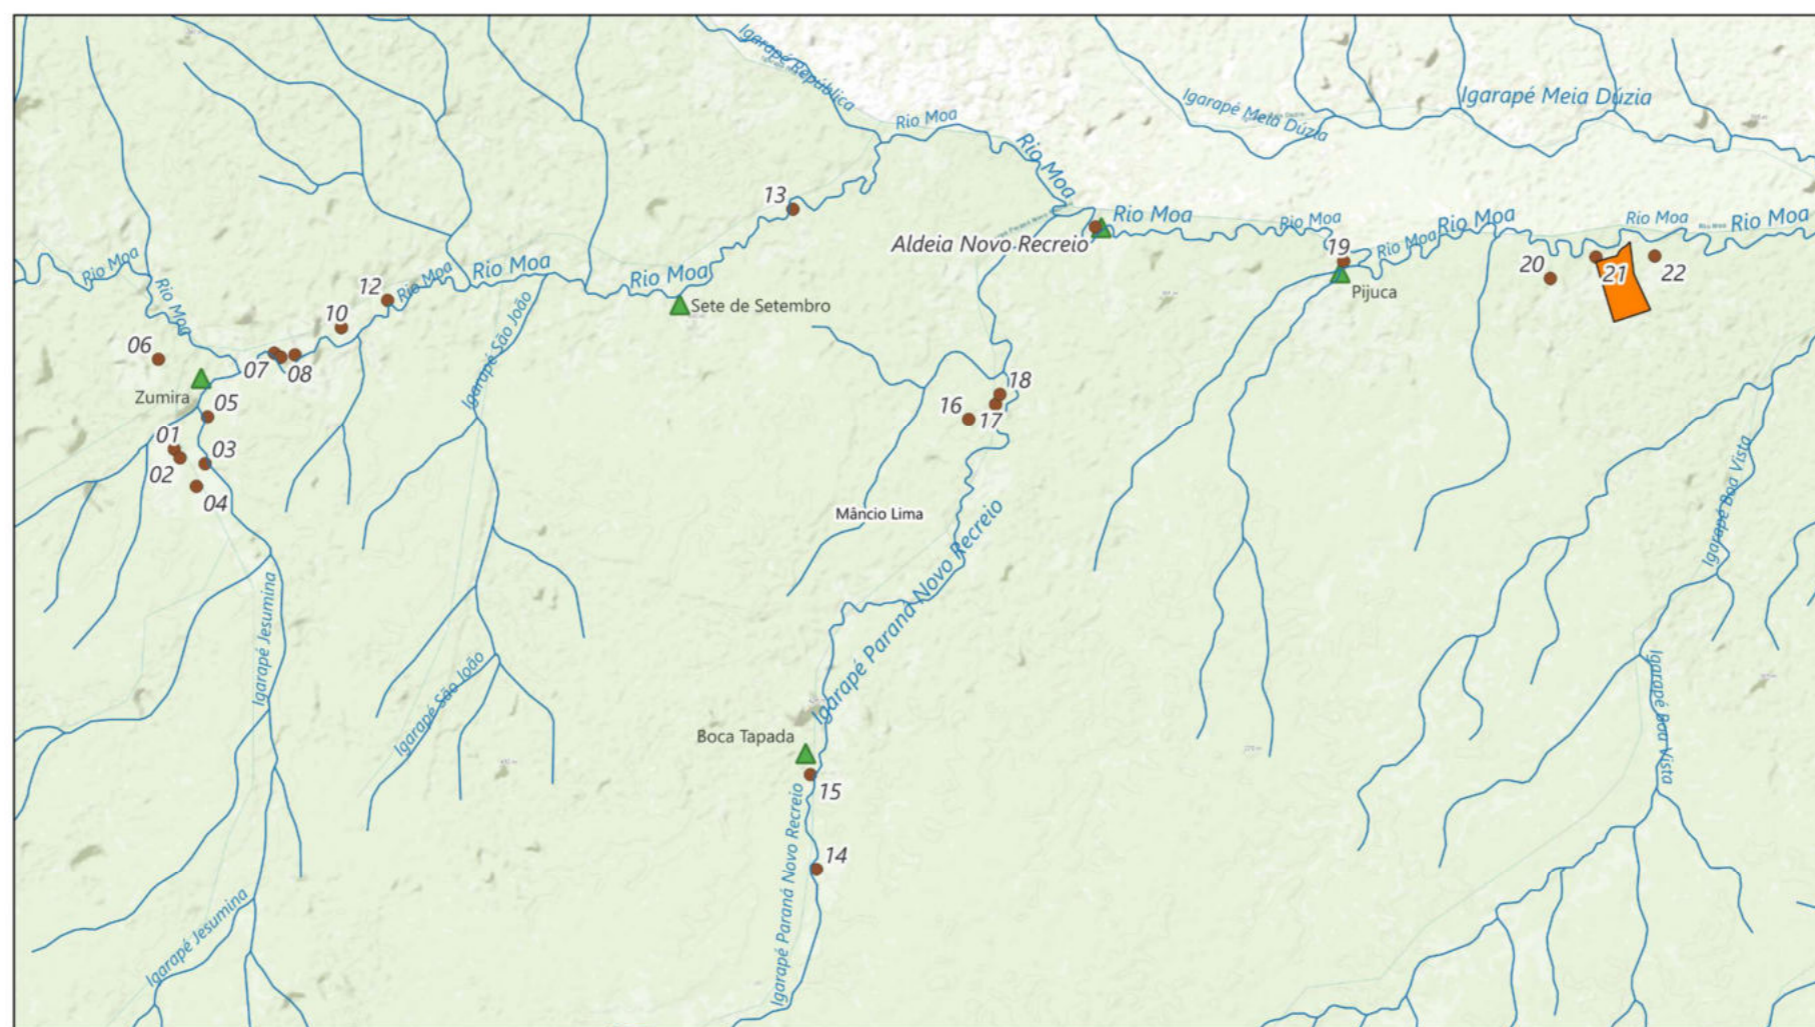 Igarapé República
Rio Moa
Igarapé Meia Dúzia
Igarapé Meia Dúzia
Rio Moa
13
Rio Moa
Rio Moa
Rio Moa
Rio Moa
Aldeia Novo Recreio
Rio Moa
Rio Moa
19
20
21
22
Pijuca
Rio Moa
Rio Moa
12
Rio Moa
Rio Moa
Rio Moa
Sete de Setembro
10
06
07
08
Zumira
05
Igarapé São João
01
02
03
04
16
17
18
Mâncio Lima
Igarapé Boa Vista
Igarapé Paraná Novo Recreio
Igarapé Jesumina
Igarapé São João
Igarapé Boa Vista
Boca Tapada
15
14
Igarapé Paraná Novo Recreio
Igarapé Jesumina